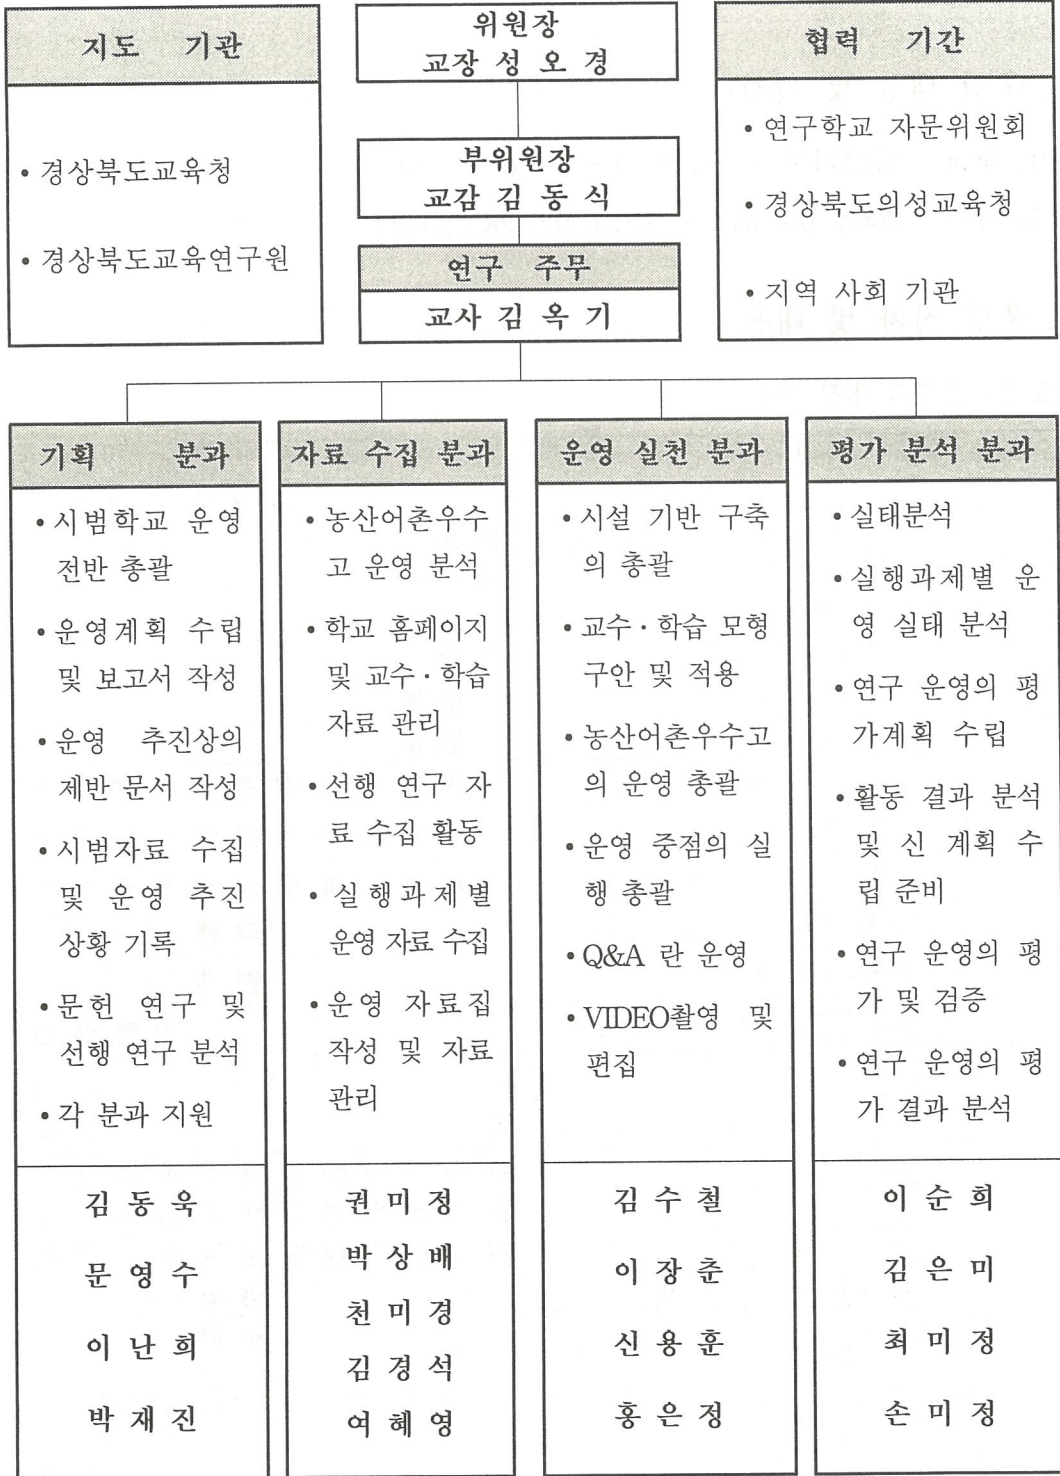 지도 기관
• 경상북도교육청
• 경상북도교육연구원
위원장
교장 성 오 경
부위원장
교감 김 동 식
연구 주무
교사 김 옥 기
협력 기간
• 연구학교 자문위원회
• 경상북도의성교육청
• 지역 사회 기관
기획 분과
• 시범학교 운영
전반 총괄
• 운영계획 수립
및 보고서 작성
• 운영 추진상의
제반 문서 작성
• 시범자료 수집
및 운영 추진
상황 기록
• 문헌 연구 및
선행 연구 분석
• 각 분과 지원
김 동 욱
문 영 수
이 난 희
박 재 진
자료 수집 분과
• 농산어촌우수
고 운영 분석
• 학교 홈페이지
및 교수·학습
자료 관리
• 선행 연구 자
료 수집 활동
• 실행과제별
운영 자료 수집
• 운영 자료집
작성 및 자료
관리
권 미 정
박 상 배
천 미 경
김 경 석
여 혜 영
운영 실천 분과
• 시설 기반 구축
의 총괄
• 교수·학습 모형
구안 및 적용
• 농산어촌우수고
의 운영 총괄
• 운영 중점의 실
행 총괄
• Q&A 란 운영
• VIDEO촬영 및
편집
김 수 철
이 장 춘
신 용 훈
홍 은 정
평가 분석 분과
• 실태분석
• 실행과제별 운
영 실태 분석
• 연구 운영의 평
가계획 수립
• 활동 결과 분석
및 신 계획 수
립 준비
• 연구 운영의 평
가 및 검증
• 연구 운영의 평
가 결과 분석
이 순 희
김 은 미
최 미 정
손 미 정